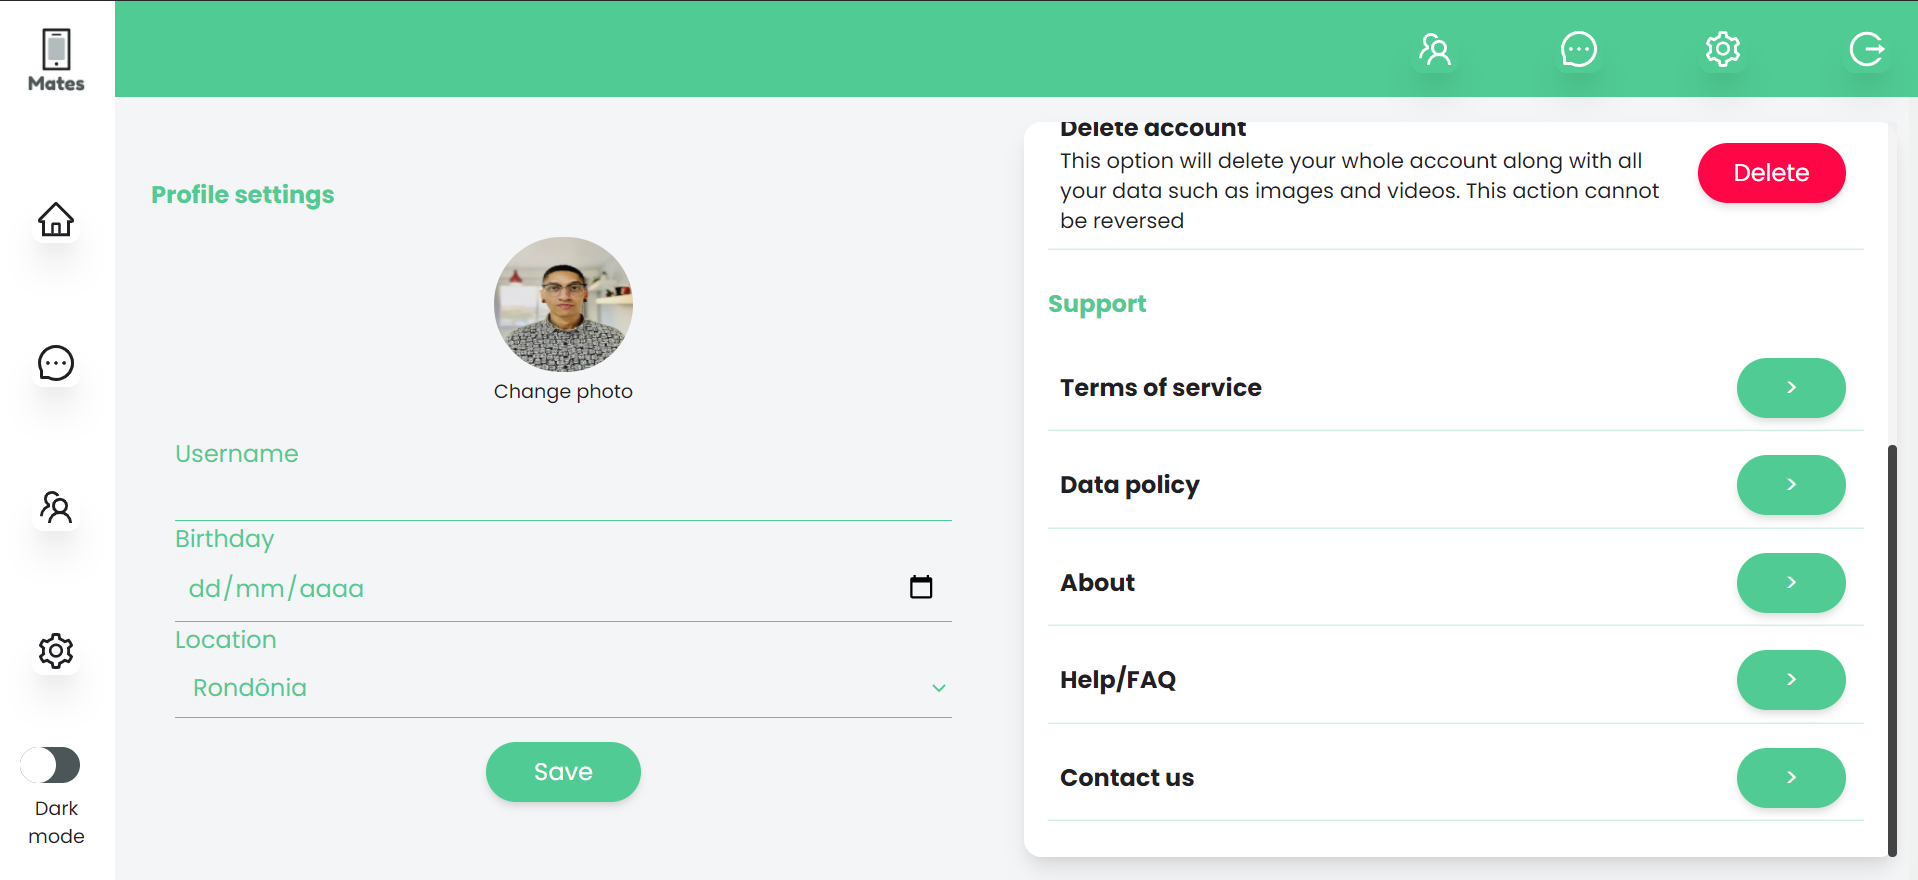 Mates
Dark
mode
Profile settings
Change photo
Username
Birthday
dd/mm/aaaa
Location
Rondônia
Save
Delete account
This option will delete your whole account along with all
your data such as images and videos. This action cannot
be reversed
Delete
Support
Terms of service
>
Data policy
>
About
>
Help/FAQ
>
Contact us
>